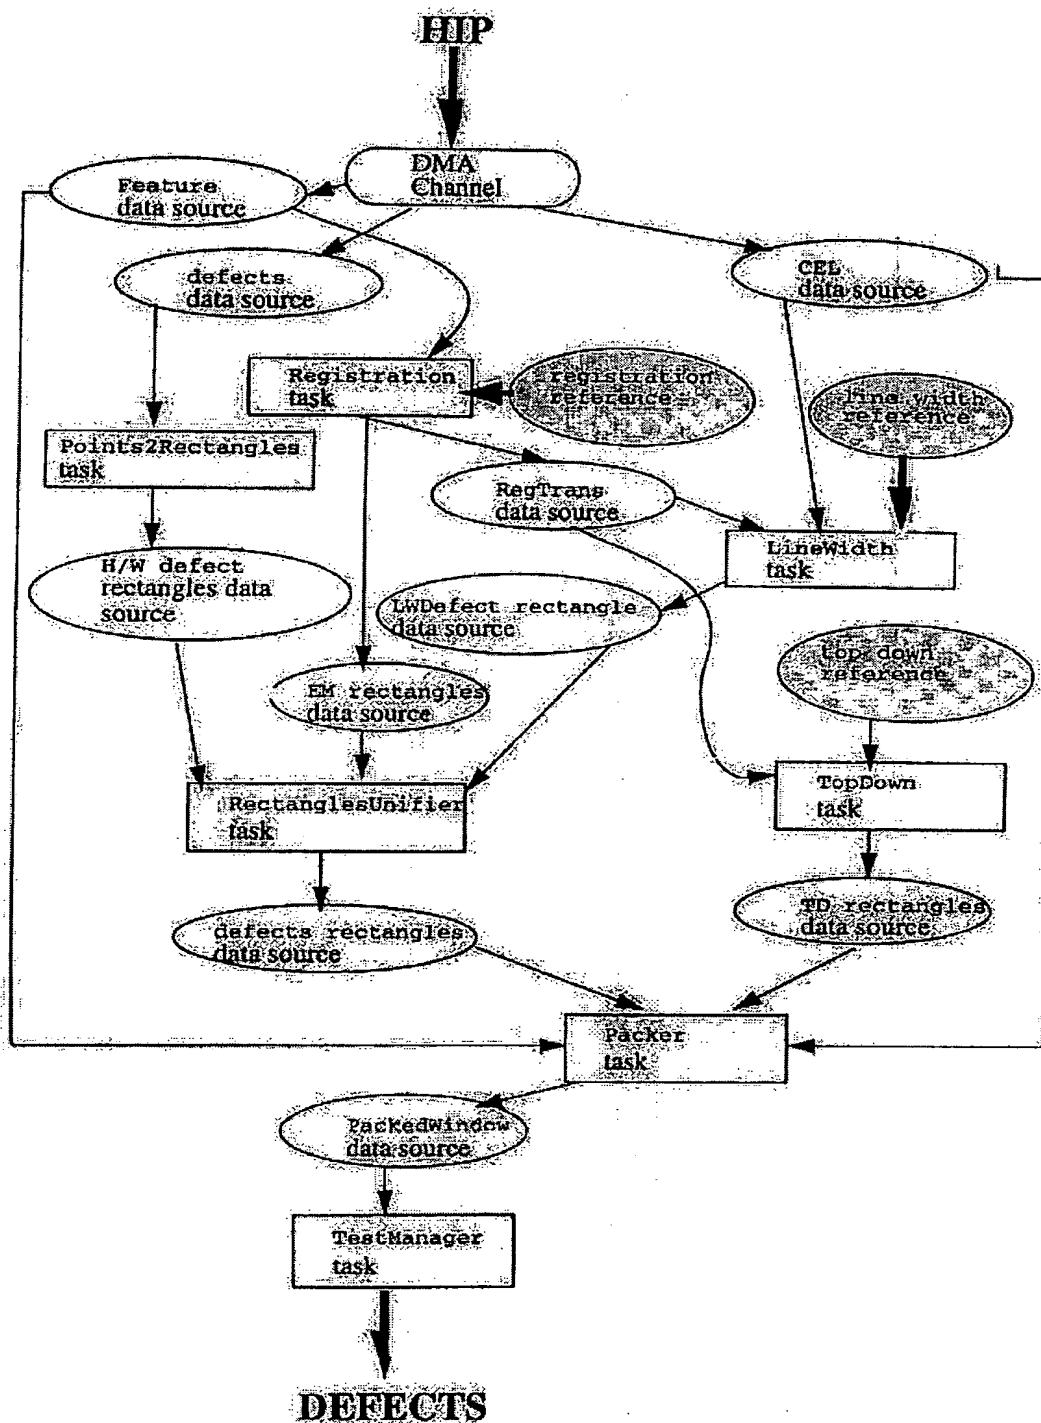 HIP
DMA
Channel
Feature
data source
defects
data source
CEL
data source
Registration
task
registration
reference
line width
reference
Points2Rectangles
task
RegTrans
data source
LineWidth
task
H/W defect
rectangles data
source
LWDefect rectangle
data source
top down
reference
EM rectangles
data source
RectanglesUnifier
task
TopDown
task
defects rectangles
data source
TD rectangles
data source
Packer
task
PackedWindow
data source
TestManager
task
DEFECTS